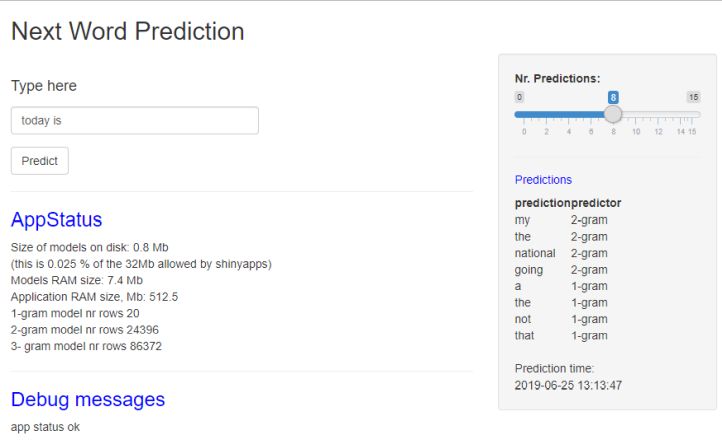 Next Word Prediction
Type here
today is
Predict
AppStatus
Size of models on disk: 0.8 Mb
(this is 0.025 % of the 32Mb allowed by shinyapps)
Models RAM size: 7.4 Mb
Application RAM size, Mb: 512.5
1-gram model nr rows 20
2-gram model nr rows 24396
3- gram model nr rows 86372
Debug messages
app status ok
Nr. Predictions:
0 8 15
0 2 4 6 8 10 12 14 15
Predictions
predictionpredictor
my 2-gram
the 2-gram
national 2-gram
going 2-gram
a 1-gram
the 1-gram
not 1-gram
that 1-gram
Prediction time:
2019-06-25 13:13:47